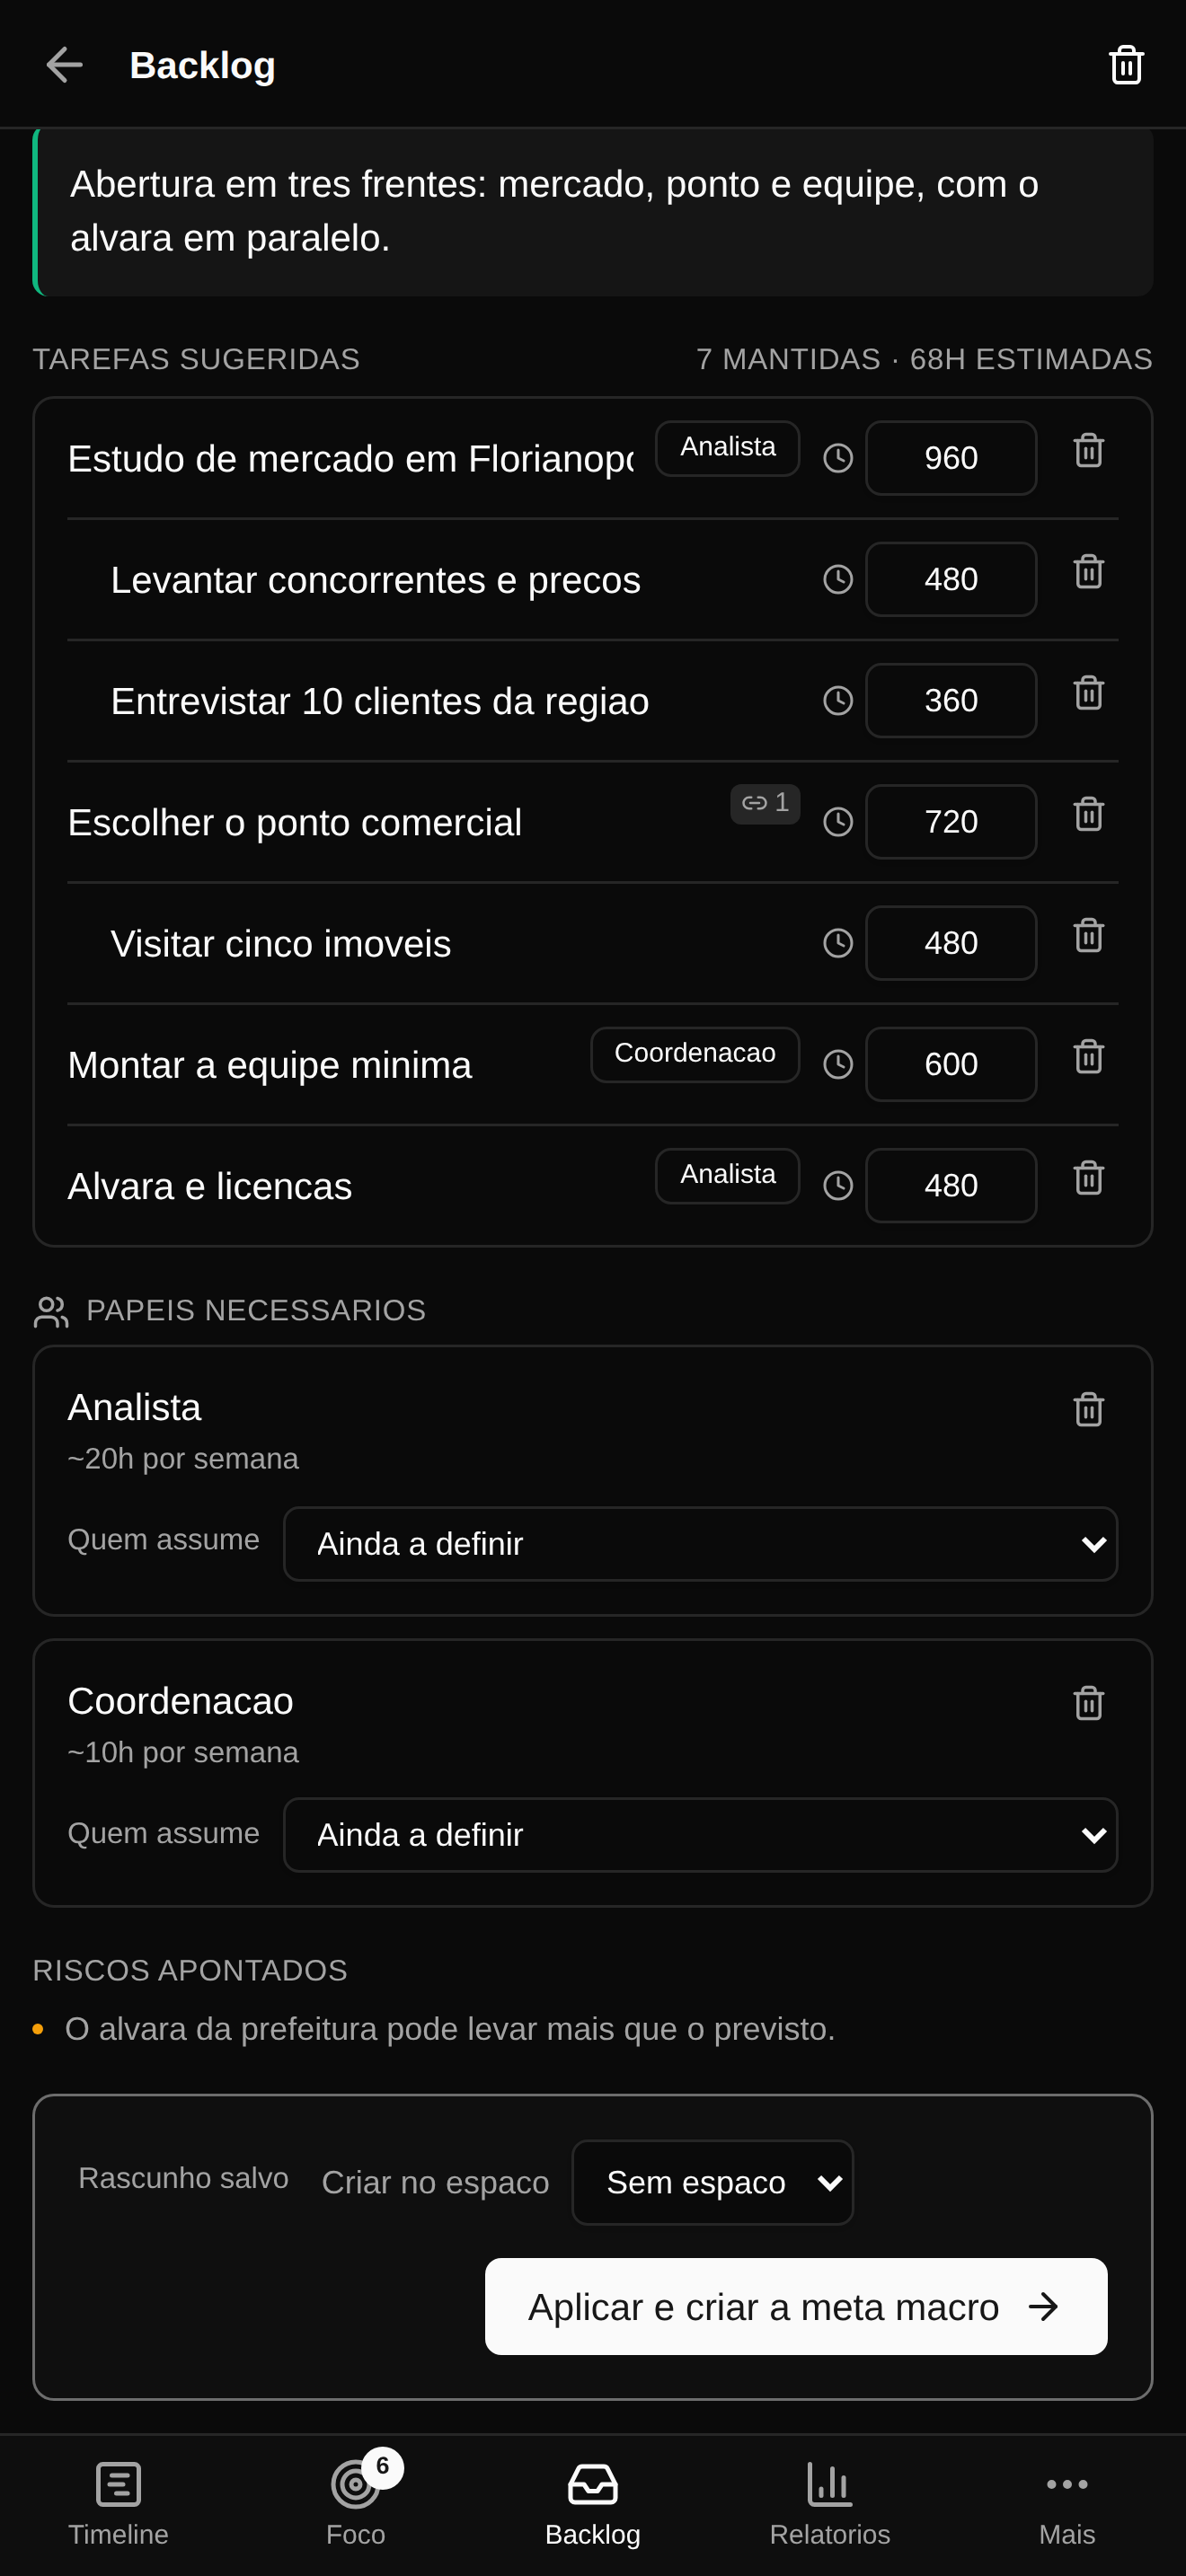 Backlog
Abertura em tres frentes: mercado, ponto e equipe, com o
alvara em paralelo.
TAREFAS SUGERIDAS 7 MANTIDAS · 68H ESTIMADAS
Estudo de mercado em Florianopo Analista 960
Levantar concorrentes e precos 480
Entrevistar 10 clientes da regiao 360
Escolher o ponto comercial 1 720
Visitar cinco imoveis 480
Montar a equipe minima Coordenacao 600
Alvara e licencas Analista 480
PAPEIS NECESSARIOS
Analista
~20h por semana
Quem assume Ainda a definir
Coordenacao
~10h por semana
Quem assume Ainda a definir
RISCOS APONTADOS
O alvara da prefeitura pode levar mais que o previsto.
Rascunho salvo Criar no espaco Sem espaco
Aplicar e criar a meta macro
6
Timeline Foco Backlog Relatorios Mais